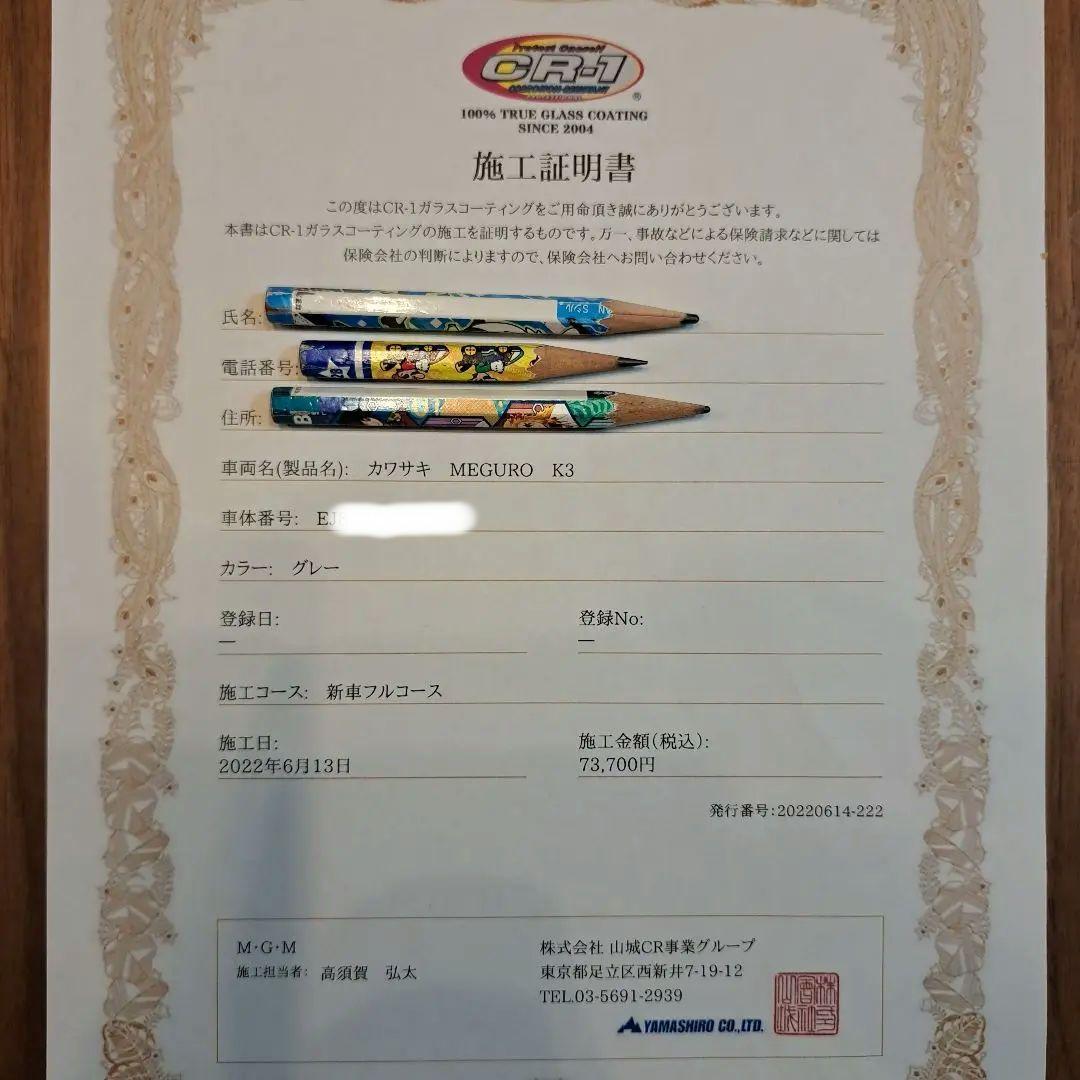 Protect Oneself
CR-1
CORROSION RESISTANT
®
100% TRUE GLASS COATING
SINCE 2004
施工証明書
この度はCR-1ガラスコーティングをご用命頂き誠にありがとうございます。
本書はCR-1ガラスコーティングの施工を証明するものです。万一、事故などによる保険請求などに関しては
保険会社の判断によりますので、保険会社へお問い合わせください。
氏名:
電話番号:
住所:
車両名(製品名): カワサキ MEGURO K3
車体番号: EJ
カラー: グレー
登録日:
—
登録No:
—
施工コース: 新車フルコース
施工日:
2022年6月13日
施工金額(税込):
73,700円
発行番号:20220614-222
M・G・M
施工担当者: 高須賀 弘太
株式会社 山城CR事業グループ
東京都足立区西新井7-19-12
TEL.03-5691-2939
YAMASHIRO CO.,LTD.